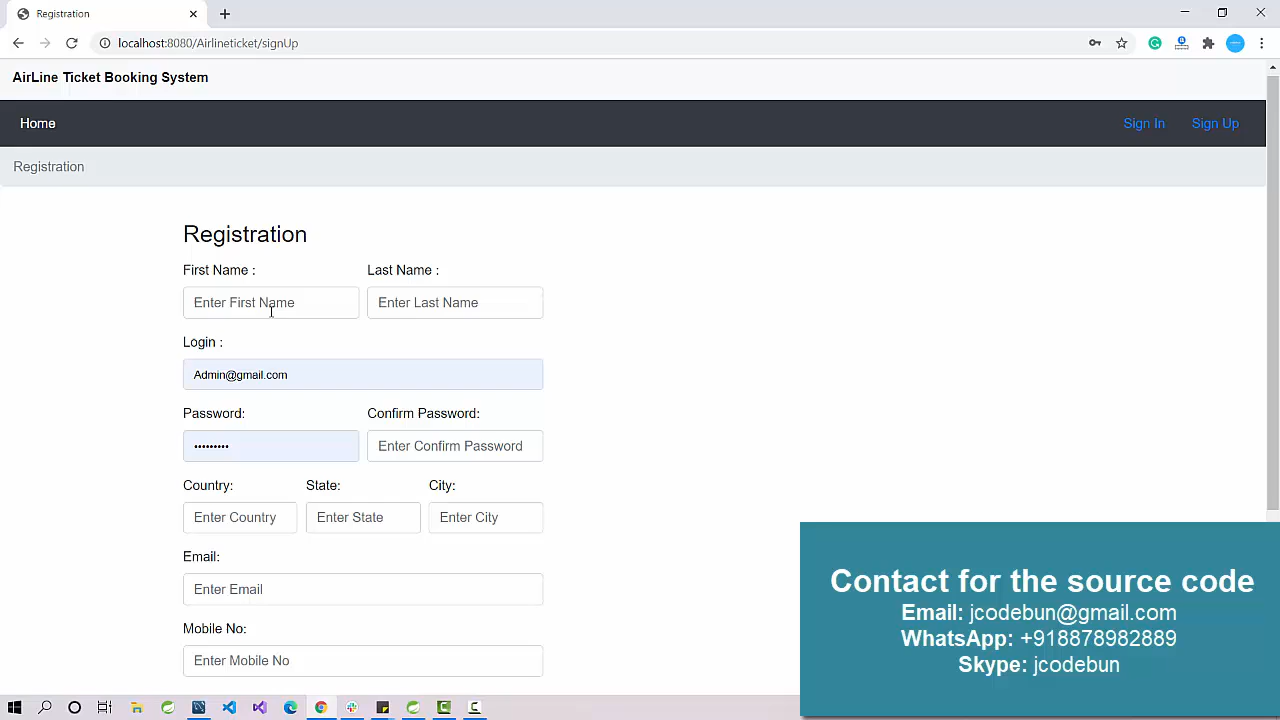 Registration
localhost:8080/Airlineticket/signUp
AirLine Ticket Booking System
Home Sign In Sign Up
Registration
Registration
First Name : Last Name :
Enter First Name Enter Last Name
Login :
Admin@gmail.com
Password: Confirm Password:
••••••••• Enter Confirm Password
Country: State: City:
Enter Country Enter State Enter City
Email:
Enter Email
Mobile No:
Enter Mobile No
Contact for the source code
Email: jcodebun@gmail.com
WhatsApp: +918878982889
Skype: jcodebun